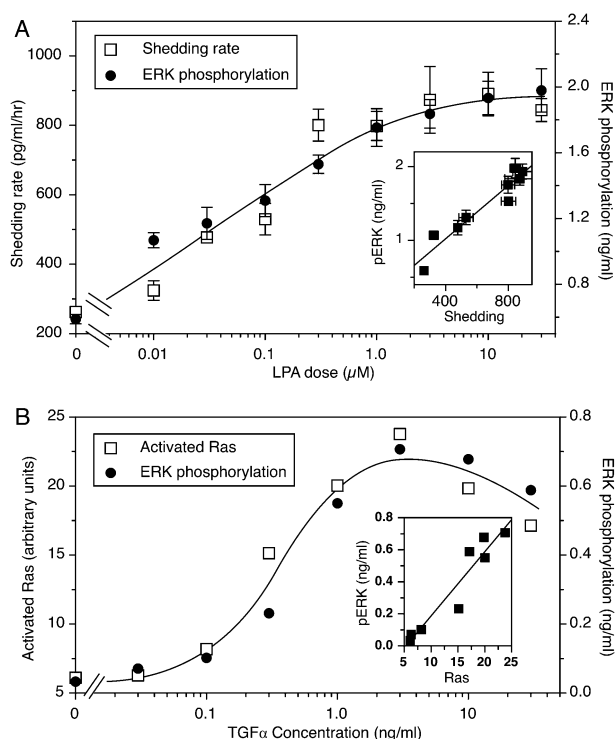 A
Shedding rate
ERK phosphorylation
1000
800
600
400
200
Shedding rate (pg/ml/hr)
2.4
2.0
1.6
1.2
0.8
ERK phosphorylation (ng/ml)
2
1
pERK (ng/ml)
400 800
Shedding
0 0.01 0.1 1.0 10
LPA dose (µM)
B
Activated Ras
ERK phosphorylation
25
20
15
10
5
Activated Ras (arbitrary units)
0.8
0.6
0.4
0.2
0.0
ERK phosphorylation (ng/ml)
0.8
0.6
0.4
0.2
0.0
pERK (ng/ml)
5 10 15 20 25
Ras
0 0.1 1.0 10
TGFα Concentration (ng/ml)